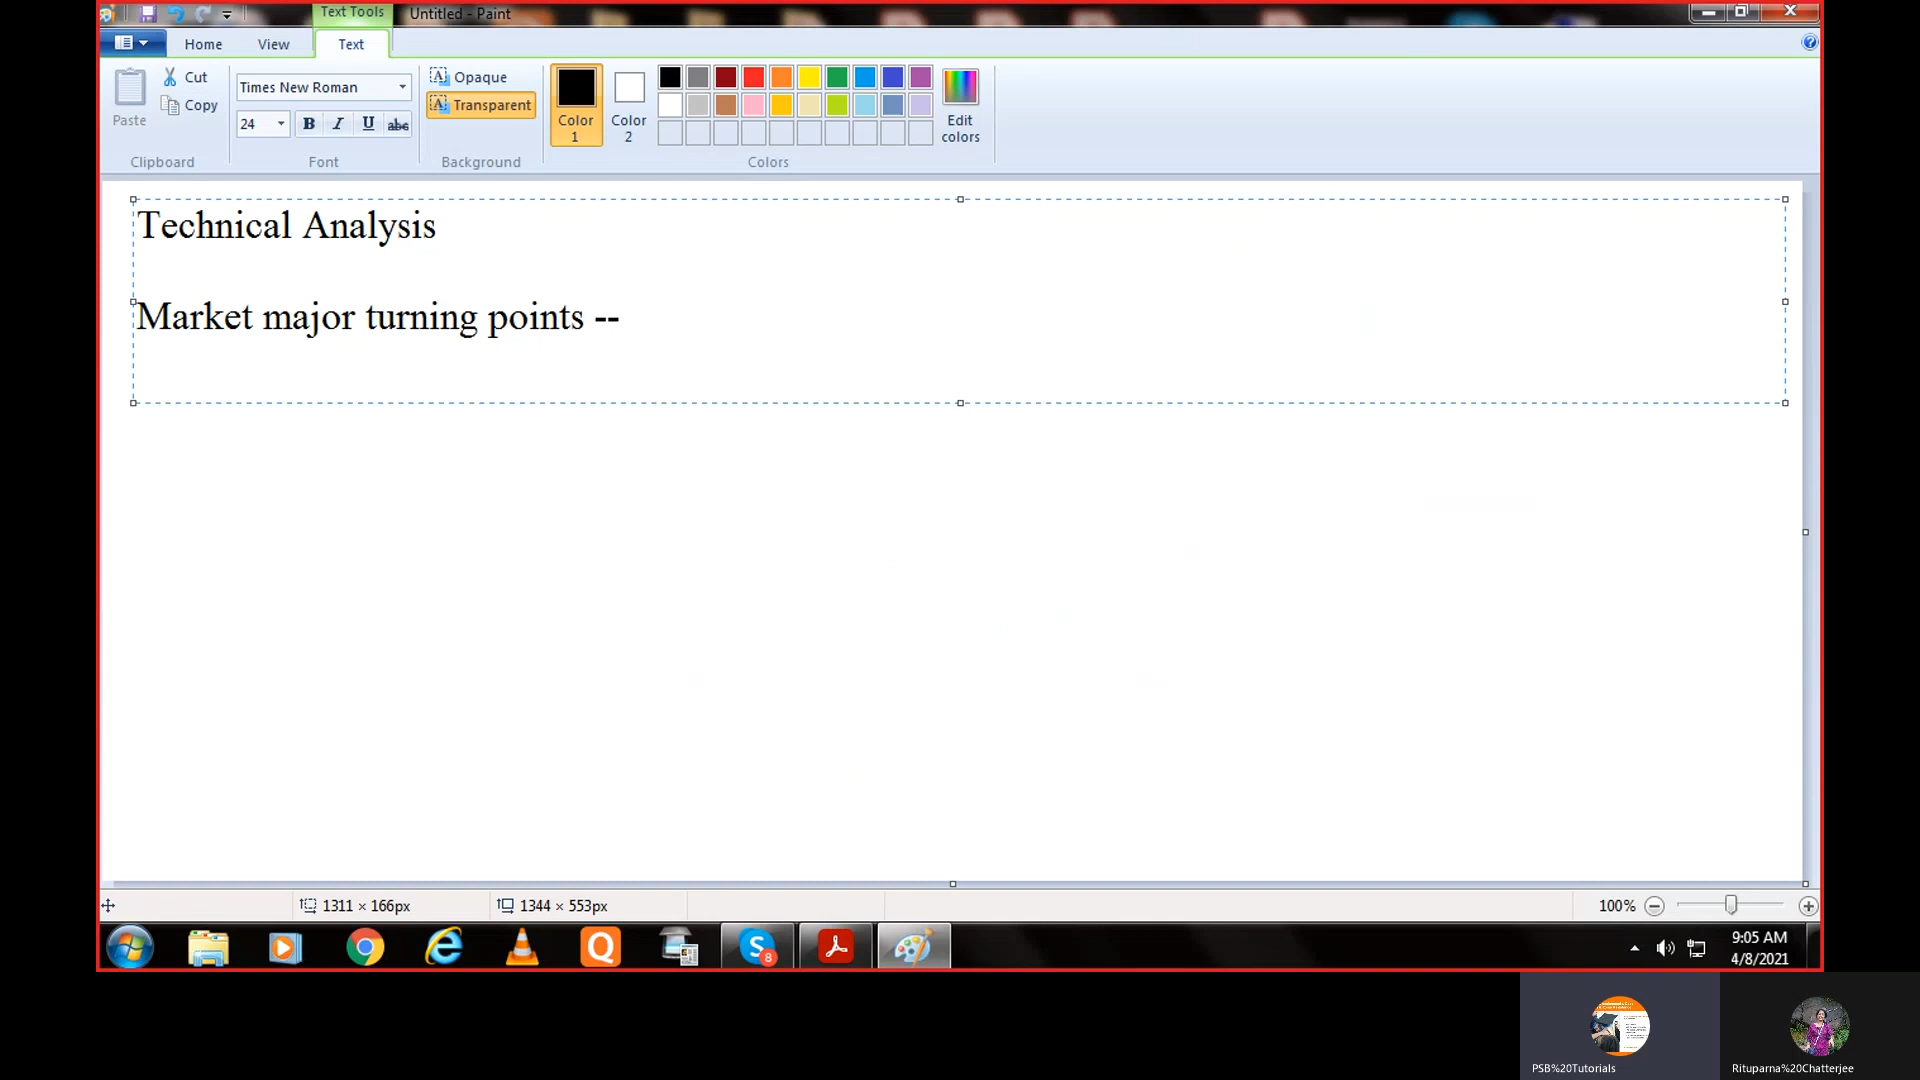 Text Tools
Untitled - Paint
Home
View
Text
Paste
Cut
Copy
Clipboard
Times New Roman
24
B I U abc
Font
Opaque
Transparent
Background
Color 1
Color 2
Edit colors
Colors
Technical Analysis
Market major turning points --
1311 × 166px
1344 × 553px
100%
8
9:05 AM
4/8/2021
PSB%20Tutorials
Rituparna%20Chatterjee